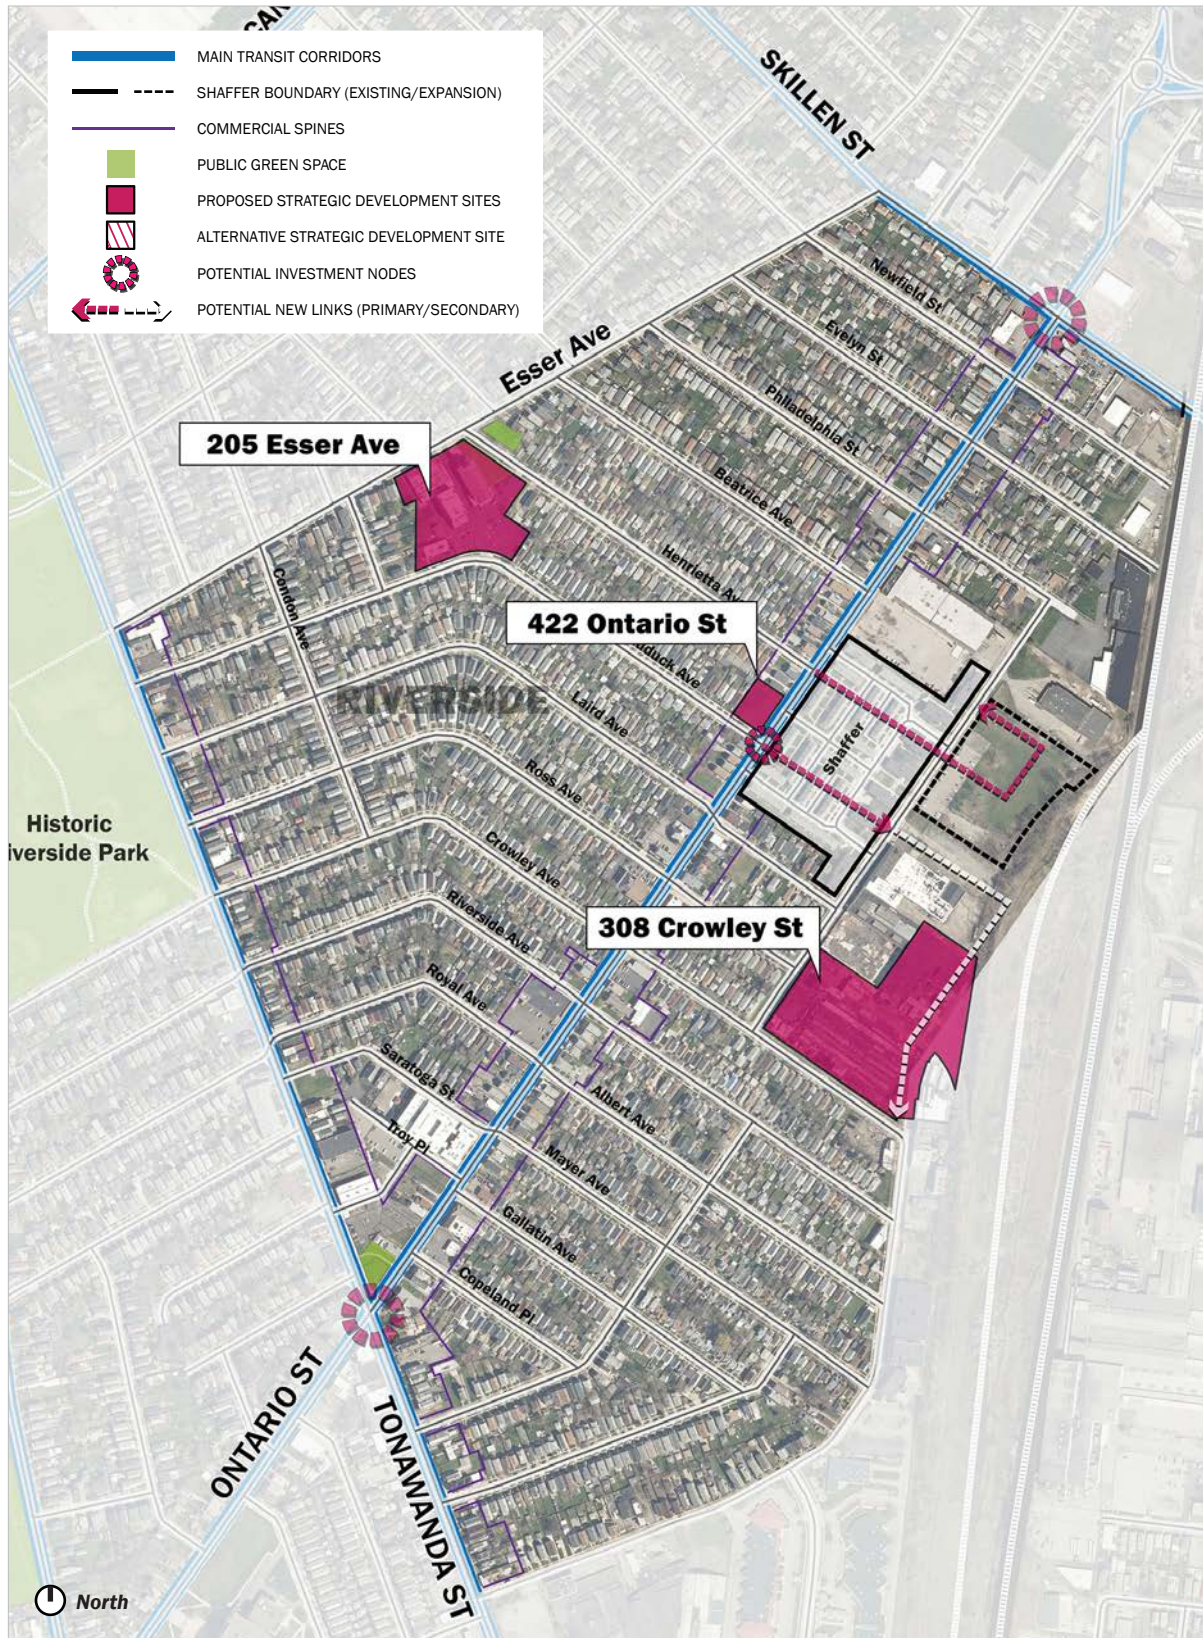 CAN
MAIN TRANSIT CORRIDORS
SHAFFER BOUNDARY (EXISTING/EXPANSION)
COMMERCIAL SPINES
PUBLIC GREEN SPACE
PROPOSED STRATEGIC DEVELOPMENT SITES
ALTERNATIVE STRATEGIC DEVELOPMENT SITE
POTENTIAL INVESTMENT NODES
POTENTIAL NEW LINKS (PRIMARY/SECONDARY)
SKILLEN ST
Newfield St
Evelyn St
Esser Ave
Philadelphia St
205 Esser Ave
Beatrice Ave
Henrietta Av
Condon Ave
422 Ontario St
dduck Ave
RIVERSIDE
Laird Ave
Shaffer
Ross Ave
Historic
iverside Park
Crowley Ave
308 Crowley St
Riverside Ave
Royal Ave
Saratoga St
Albert Ave
Troy Pl
Mayer Ave
Gallatin Ave
Copeland Pl
ONTARIO ST
TONAWANDA ST
North